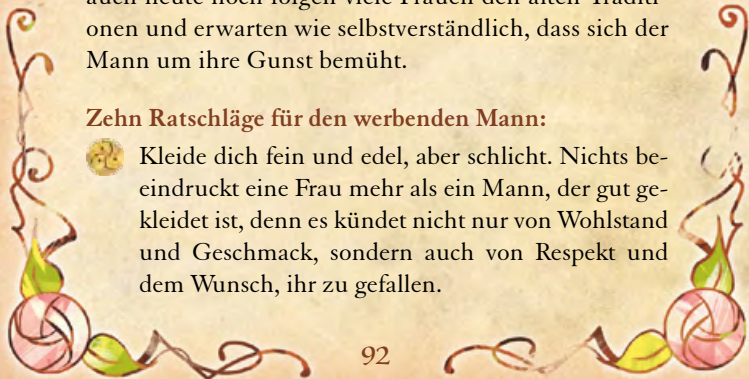 auch heute noch folgen viele Frauen den alten Traditi-
onen und erwarten wie selbstverständlich, dass sich der
Mann um ihre Gunst bemüht.
Zehn Ratschläge für den werbenden Mann:
Kleide dich fein und edel, aber schlicht. Nichts be-
eindruckt eine Frau mehr als ein Mann, der gut ge-
kleidet ist, denn es kündet nicht nur von Wohlstand
und Geschmack, sondern auch von Respekt und
dem Wunsch, ihr zu gefallen.
92